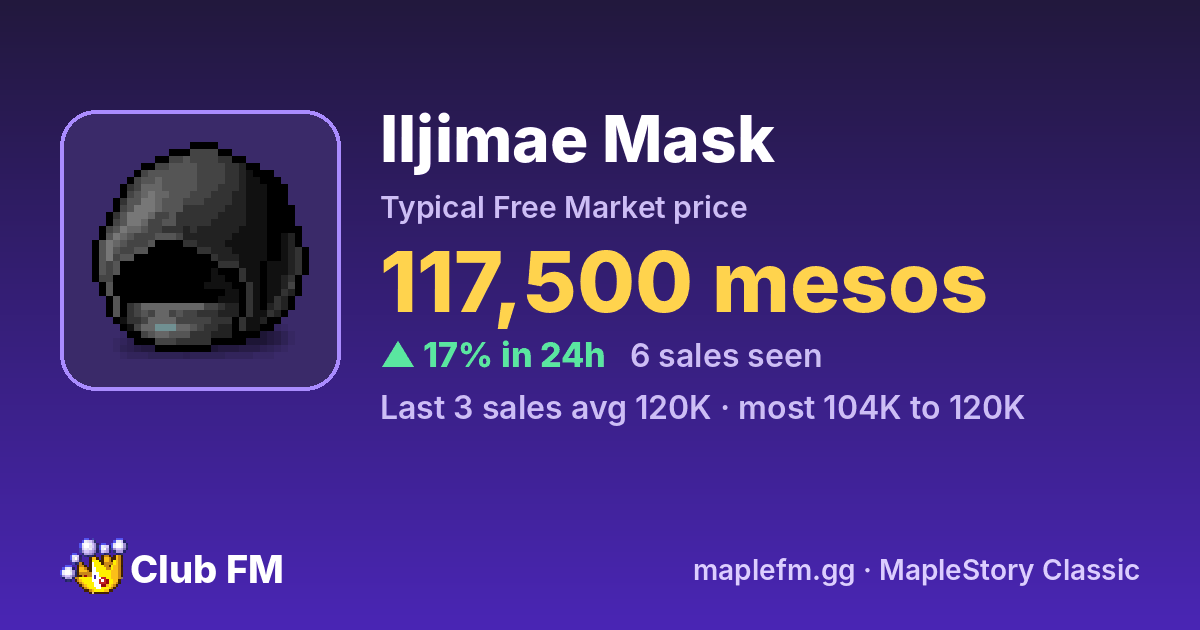 Iljimae Mask
Typical Free Market price
117,500 mesos
▲ 17% in 24h 6 sales seen
Last 3 sales avg 120K · most 104K to 120K
Club FM
maplefm.gg · MapleStory Classic